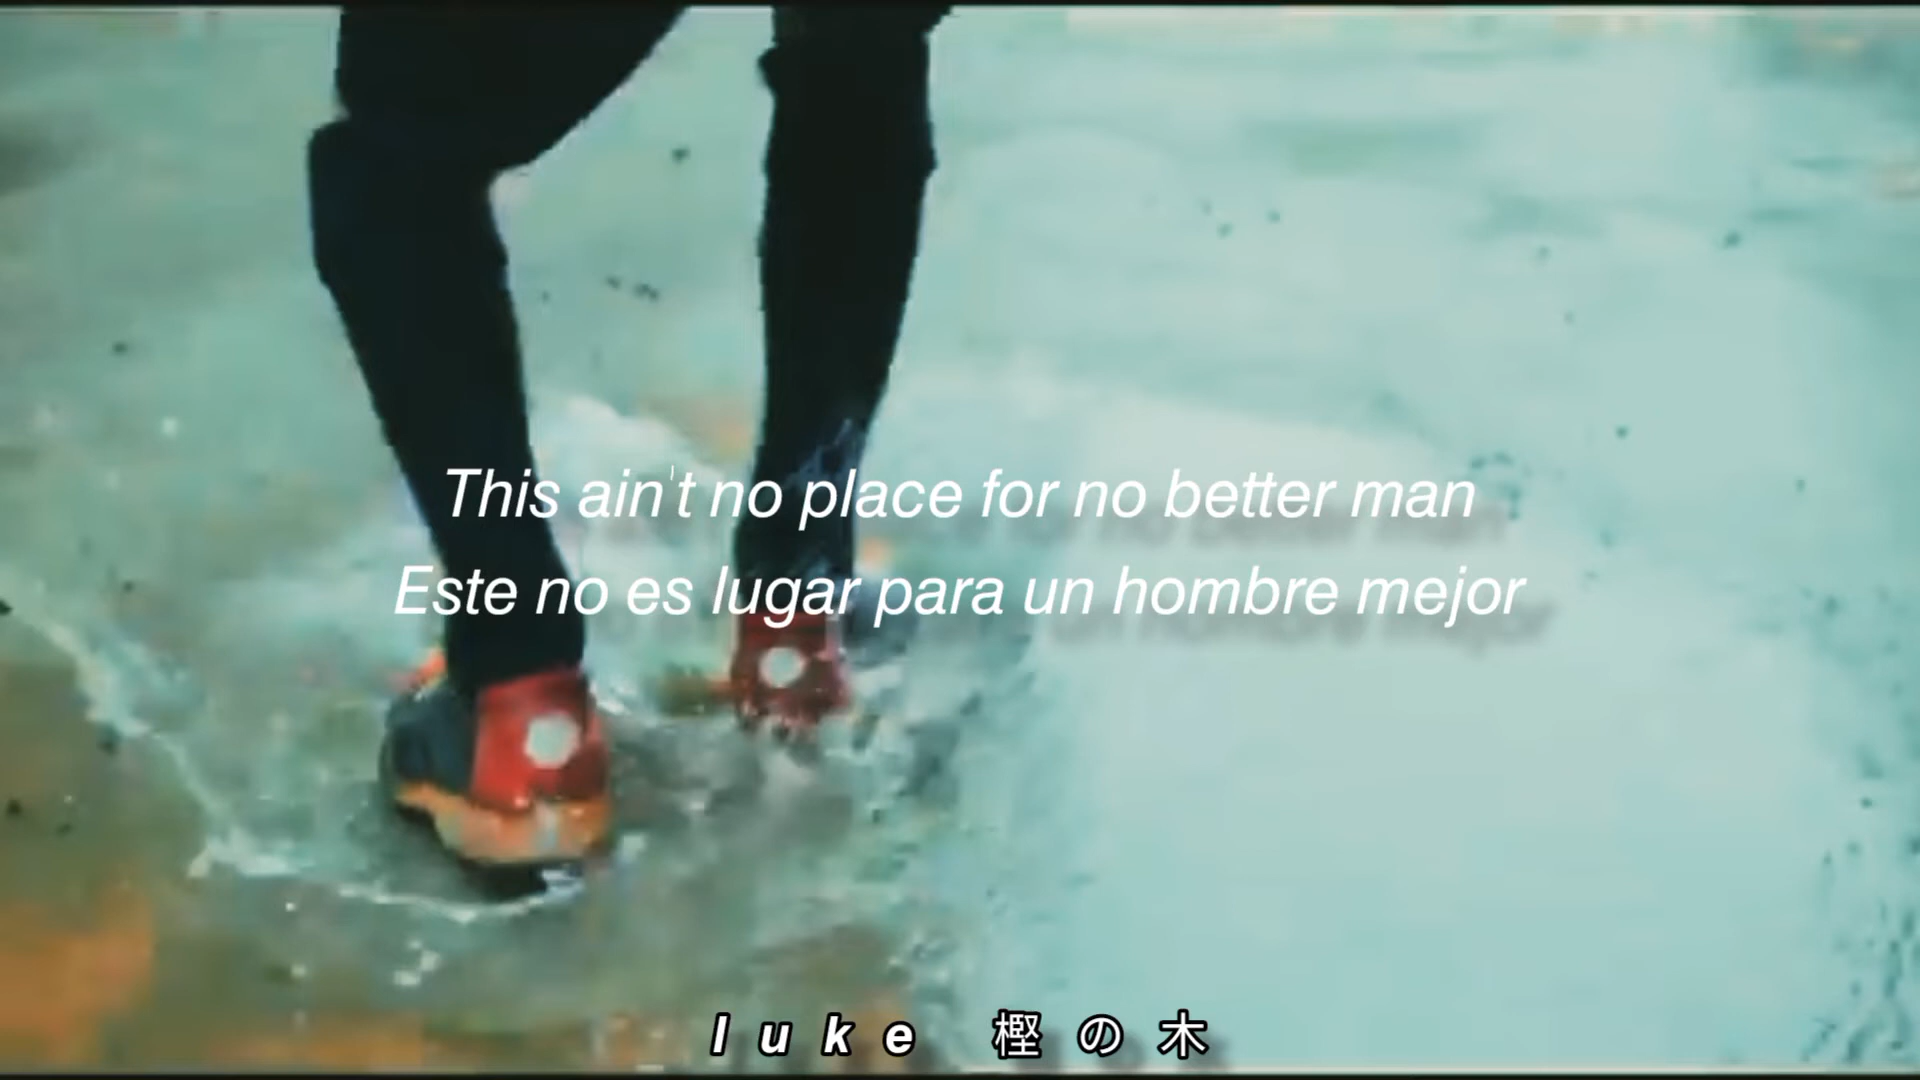 This ain't no place for no better man
Este no es lugar para un hombre mejor
luke 樫の木